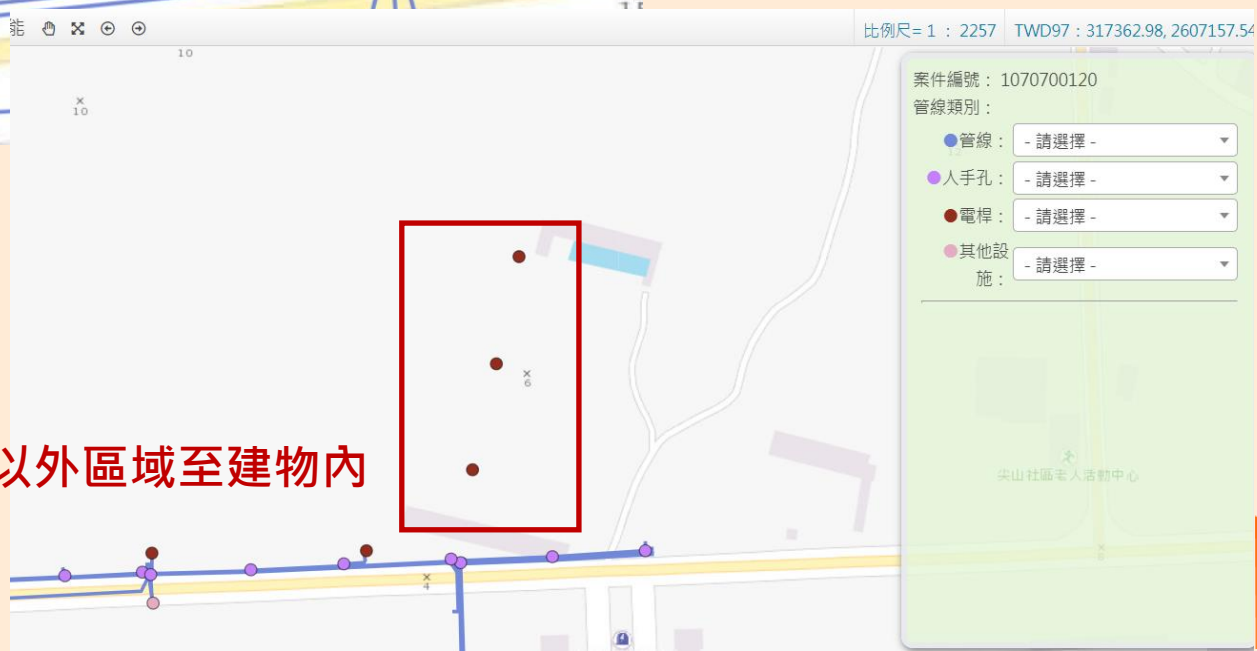 能 比例尺= 1 : 2257 TWD97 : 317362.98, 2607157.54
10
×
10
案件編號： 1070700120
管線類別：
管線： - 請選擇 -
人手孔： - 請選擇 -
電桿： - 請選擇 -
其他設施： - 請選擇 -
×
6
以外區域至建物內
尖山社區老人活動中心
×
4